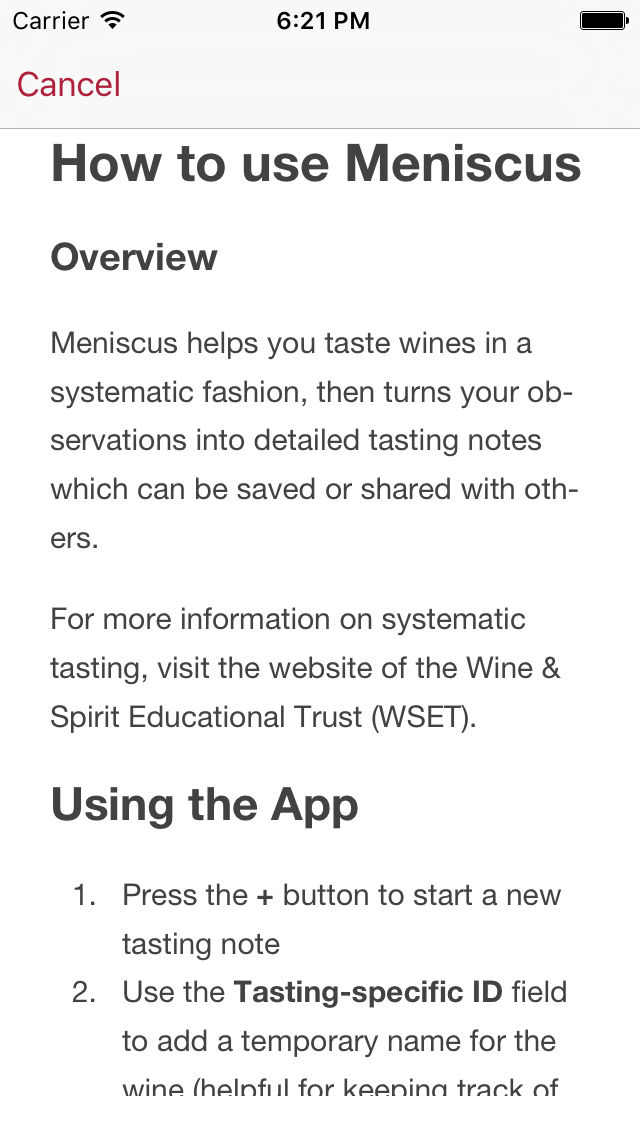 Carrier 6:21 PM
Cancel
How to use Meniscus
Overview
Meniscus helps you taste wines in a
systematic fashion, then turns your ob-
servations into detailed tasting notes
which can be saved or shared with oth-
ers.
For more information on systematic
tasting, visit the website of the Wine &
Spirit Educational Trust (WSET).
Using the App
1. Press the + button to start a new
tasting note
2. Use the Tasting-specific ID field
to add a temporary name for the
wine (helpful for keeping track of